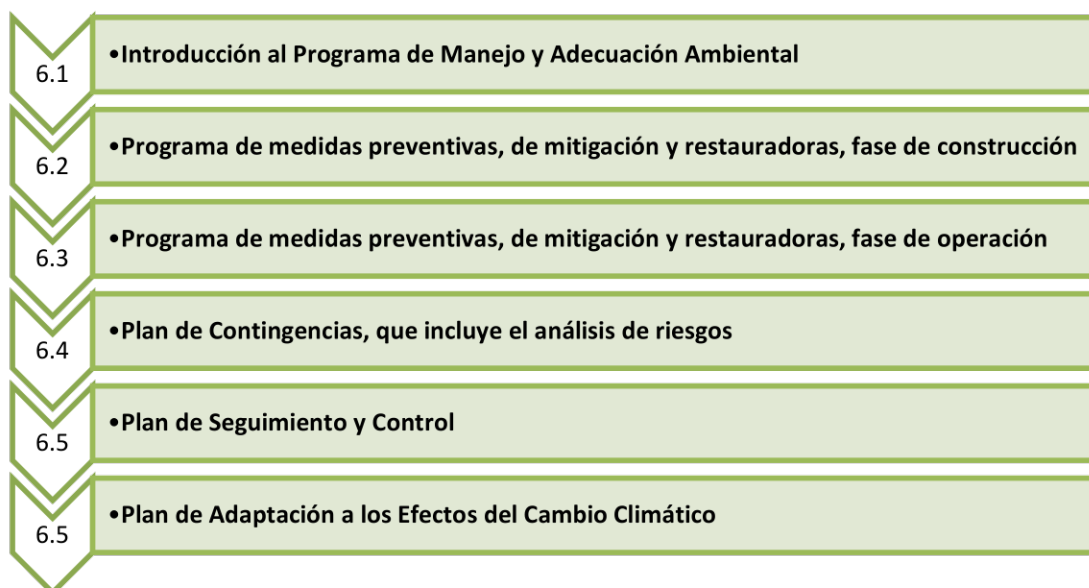 6.1
•Introducción al Programa de Manejo y Adecuación Ambiental
6.2
•Programa de medidas preventivas, de mitigación y restauradoras, fase de construcción
6.3
•Programa de medidas preventivas, de mitigación y restauradoras, fase de operación
6.4
•Plan de Contingencias, que incluye el análisis de riesgos
6.5
•Plan de Seguimiento y Control
6.5
•Plan de Adaptación a los Efectos del Cambio Climático